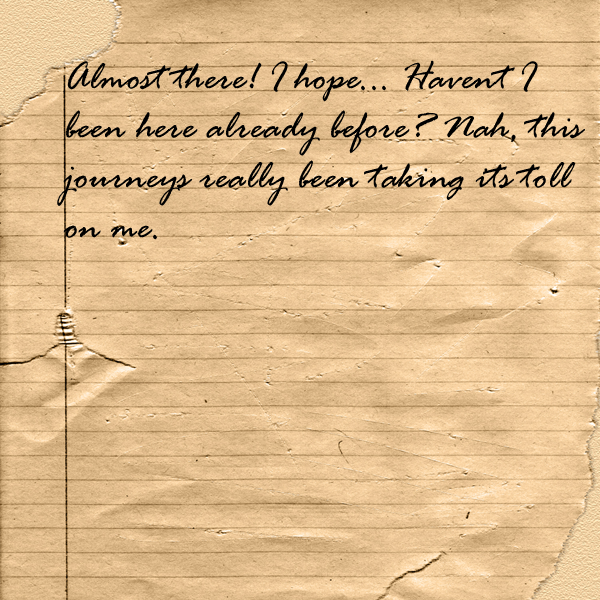 Almost there! I hope... Havent I
been here already before? Nah, this
journeys really been taking its toll
on me.